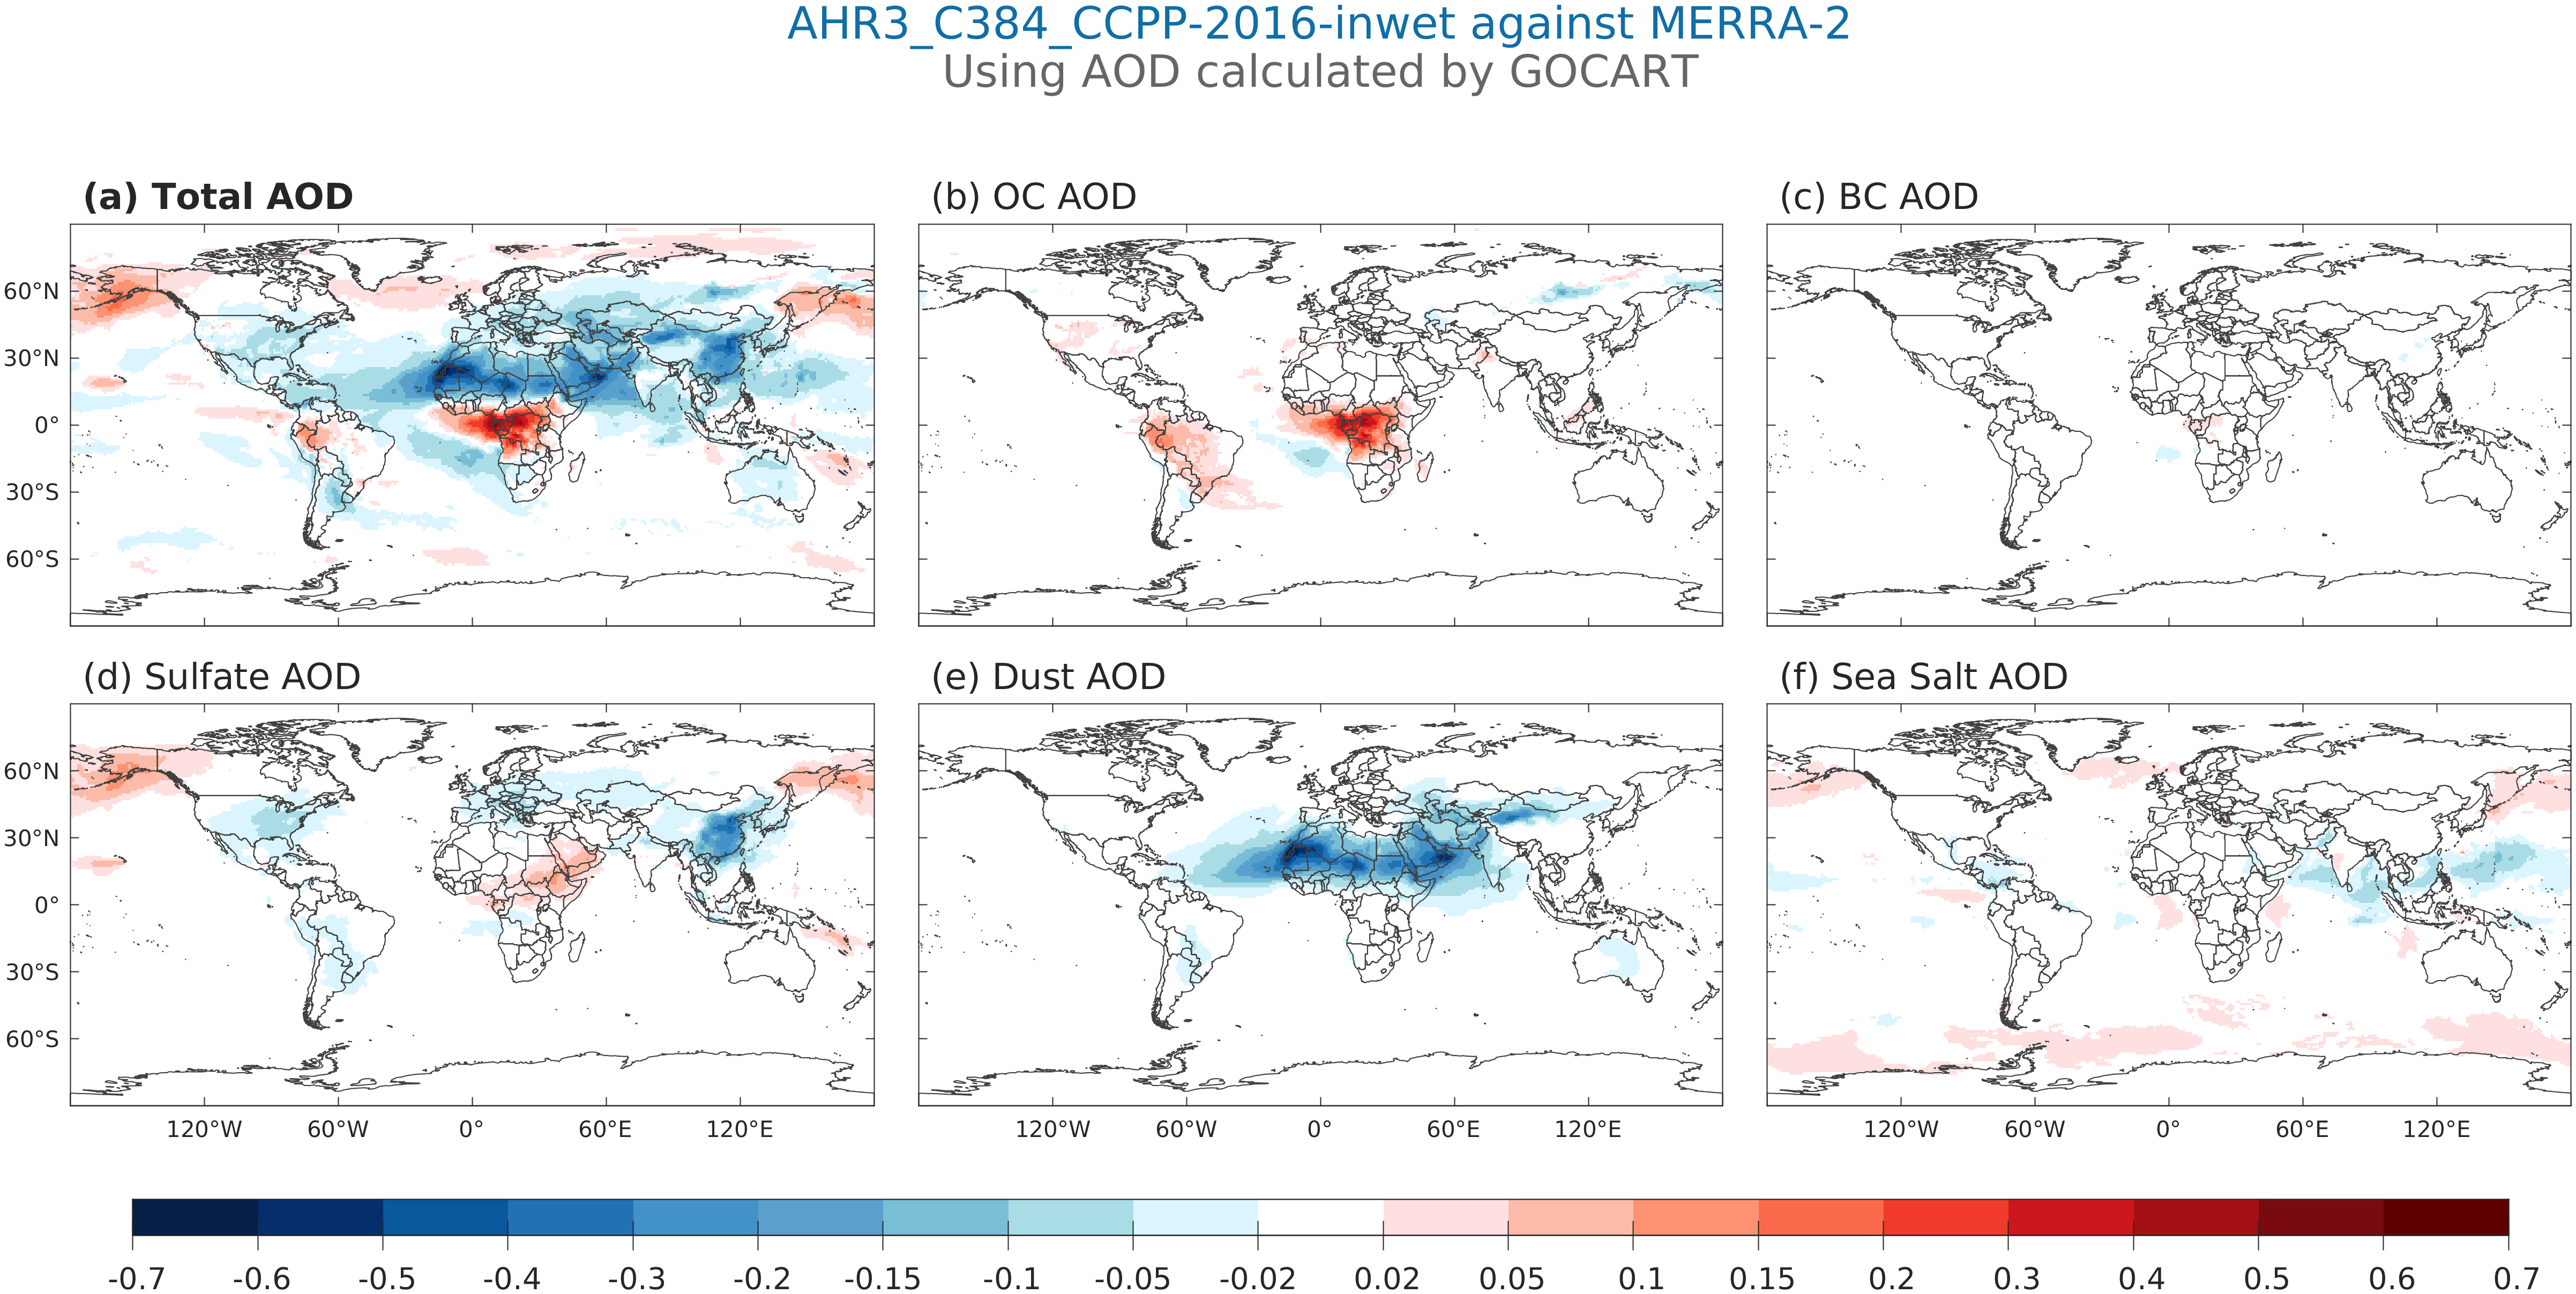 AHR3_C384_CCPP-2016-inwet against MERRA-2
Using AOD calculated by GOCART
(a) Total AOD
(b) OC AOD
(c) BC AOD
60°N
30°N
0°
30°S
60°S
(d) Sulfate AOD
(e) Dust AOD
(f) Sea Salt AOD
60°N
30°N
0°
30°S
60°S
120°W 60°W 0° 60°E 120°E
120°W 60°W 0° 60°E 120°E
120°W 60°W 0° 60°E 120°E
-0.7 -0.6 -0.5 -0.4 -0.3 -0.2 -0.15 -0.1 -0.05 -0.02 0.02 0.05 0.1 0.15 0.2 0.3 0.4 0.5 0.6 0.7